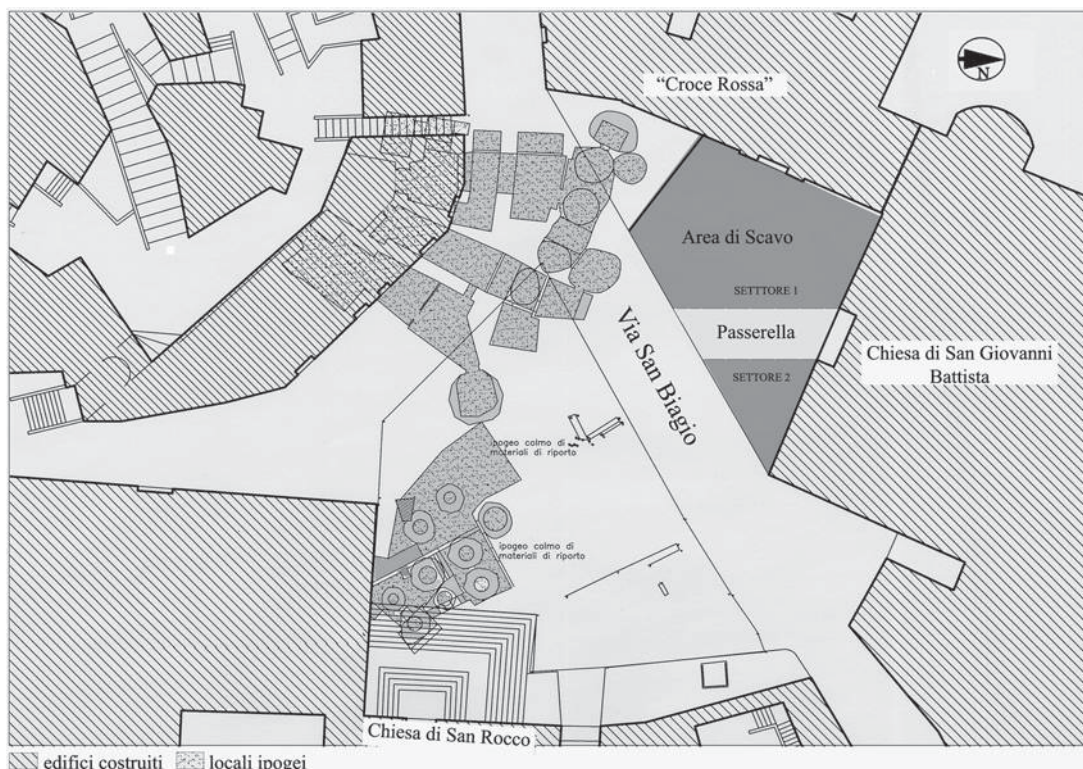 “Croce Rossa”
N
Area di Scavo
SETTTORE 1
Passerella
Chiesa di San Giovanni
Battista
SETTORE 2
Via San Biagio
ipogeo colmo di
materiali di riporto
ipogeo colmo di
materiali di riporto
Chiesa di San Rocco
edifici costruiti
locali ipogei